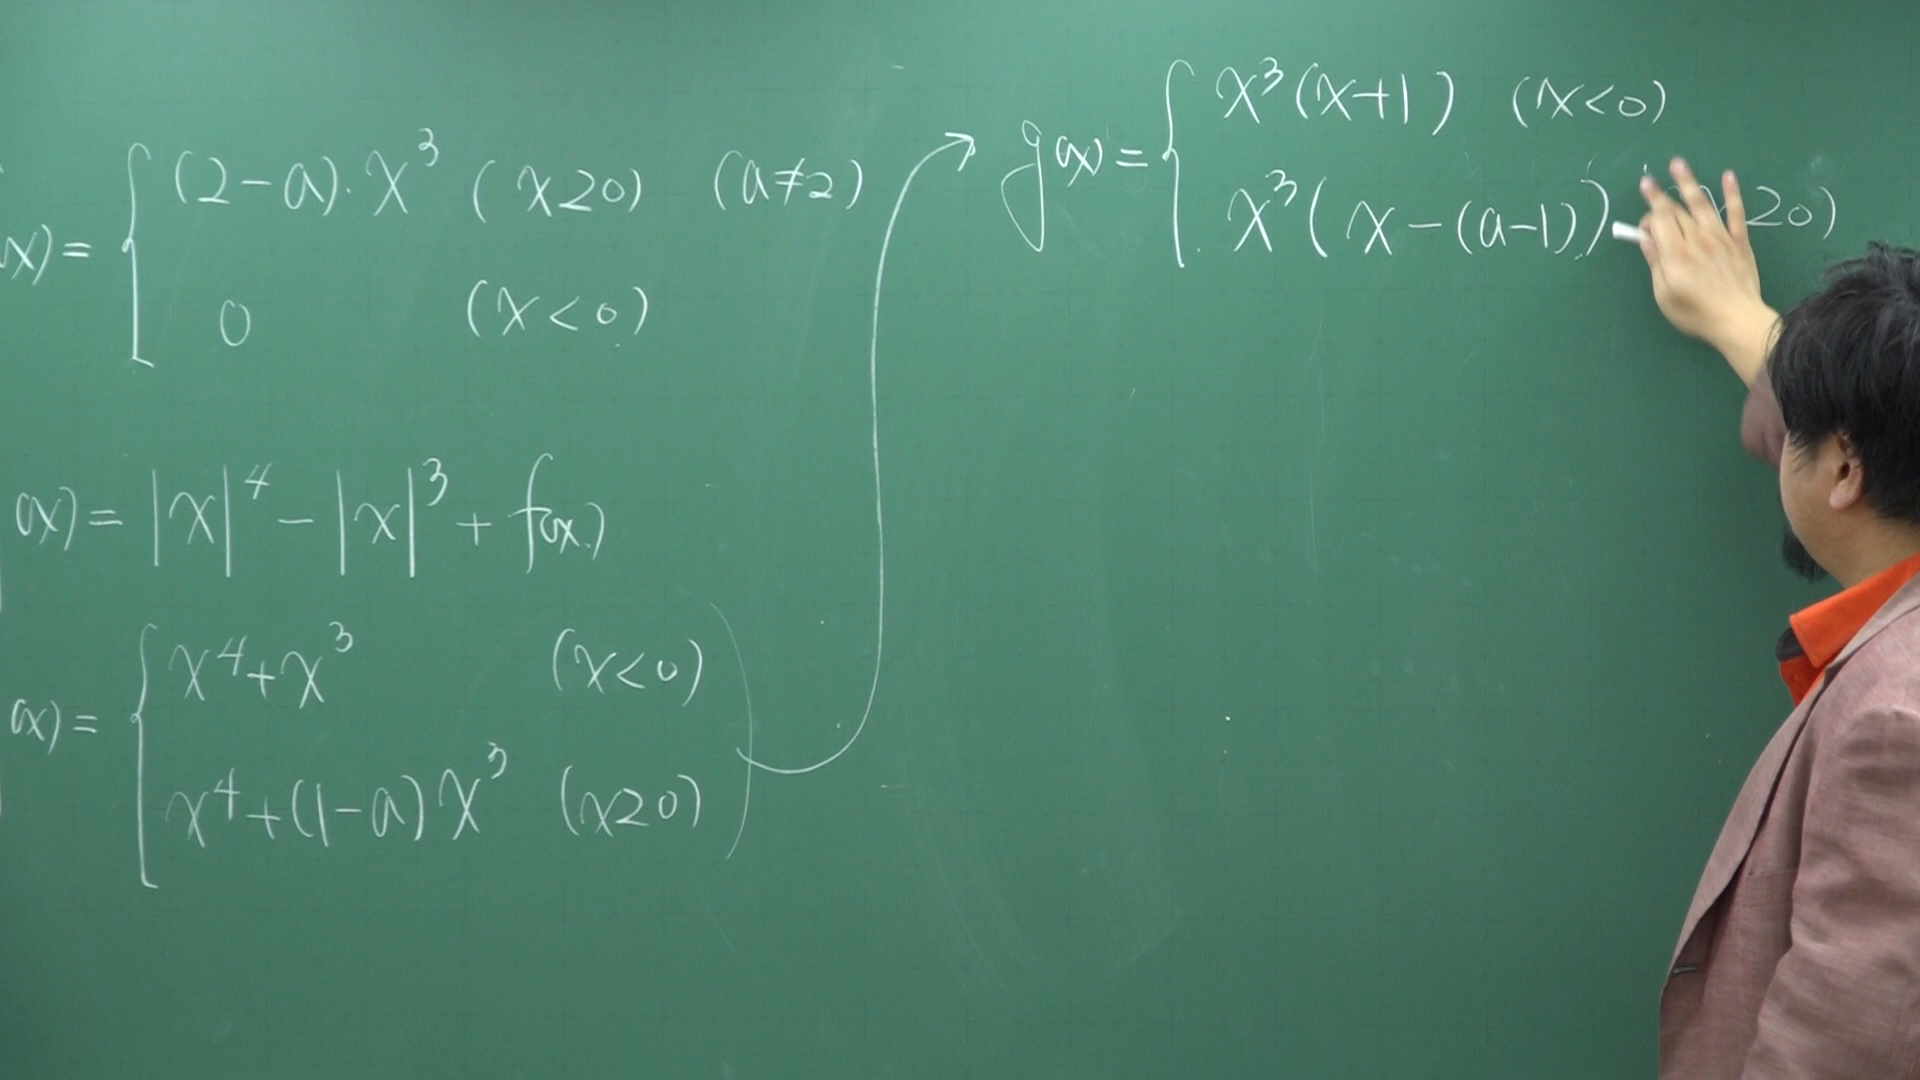 x) = { (2-a)·x³ (x≥0) (a≠2)
0 (x<0)
(x) = |x|⁴ - |x|³ + f(x)
(x) = { x⁴+x³ (x<0)
x⁴+(1-a)x³ (x≥0)
g(x) = { x³(x+1) (x<0)
x³(x-(a-1)) ≥0)